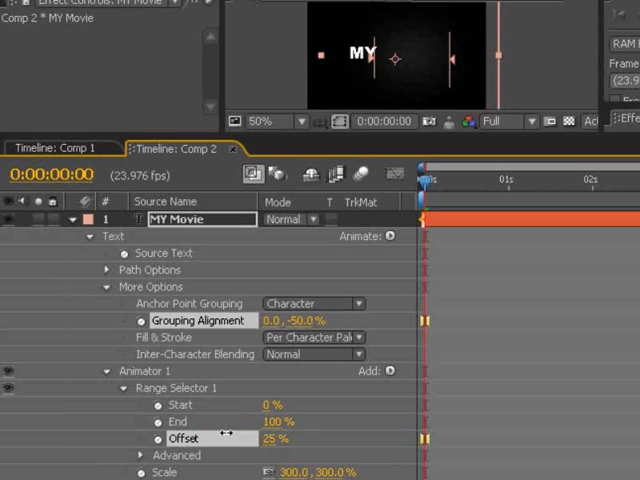 Effect Controls: MY Movie
Comp 2 * MY Movie
MY
RAM
Frame
(23.9
50%
0:00:00:00
Full
Effe
Timeline: Comp 1
Timeline: Comp 2
0:00:00:00
(23.976 fps)
# Source Name Mode T TrkMat
01s
02s
1 T MY Movie Normal
Text Animate:
Source Text
Path Options
More Options
Anchor Point Grouping Character
Grouping Alignment 0.0, -50.0 %
Fill & Stroke Per Character Pal
Inter-Character Blending Normal
Animator 1 Add:
Range Selector 1
Start 0 %
End 100 %
Offset 25 %
Advanced
Scale 300.0, 300.0 %